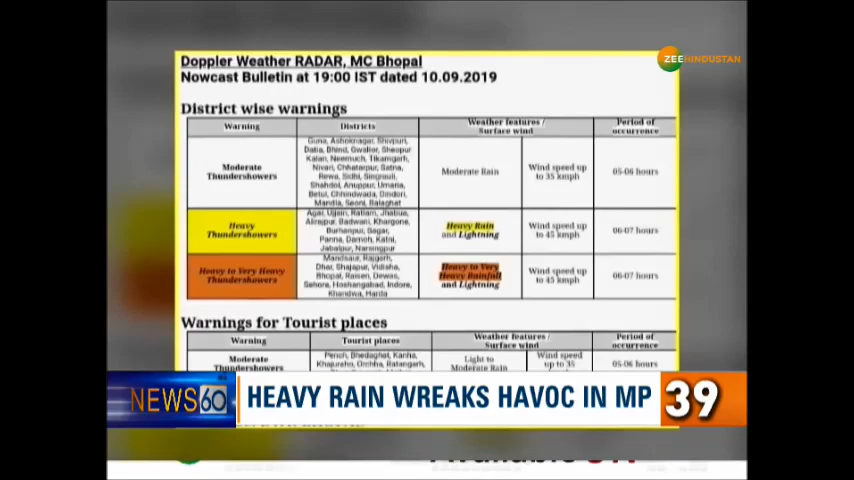 ZEE HINDUSTAN
Doppler Weather RADAR, MC Bhopal
Nowcast Bulletin at 19:00 IST dated 10.09.2019
District wise warnings
Warning
Districts
Weather features /
Surface wind
Period of
occurrence
Moderate
Thundershowers
Guna, Ashoknagar, Shivpuri,
Datia, Bhind, Gwalior, Sheopur
Kalan, Neemuch, Tikamgarh,
Nivari, Chhatarpur, Satna,
Rewa, Sidhi, Singrauli,
Shahdol, Anuppur, Umaria,
Betul, Chhindwada, Dindori,
Mandla, Seoni, Balaghat
Moderate Rain
Wind speed up
to 35 kmph
05-06 hours
Heavy
Thundershowers
Agar, Ujjain, Ratlam, Jhabua,
Alirajpur, Badwani, Khargone,
Burhanpur, Sagar,
Panna, Damoh, Katni,
Jabalpur, Narsingpur
Heavy Rain
and Lightning
Wind speed up
to 45 kmph
06-07 hours
Heavy to Very Heavy
Thundershowers
Mandsaur, Rajgarh,
Dhar, Shajapur, Vidisha,
Bhopal, Raisen, Dewas,
Sehore, Hoshangabad, Indore,
Khandwa, Harda
Heavy to Very
Heavy Rainfall
and Lightning
Wind speed up
to 45 kmph
06-07 hours
Warnings for Tourist places
Warning
Tourist places
Weather features/
Surface wind
Period of
occurrence
Moderate
Thundershowers
Pench, Bhedaghat, Kanha,
Khajuraho, Orchha, Ratangarh,
Light to
Moderate Rain
Wind speed
up to 35
05-06 hours
NEWS 60
HEAVY RAIN WREAKS HAVOC IN MP
39